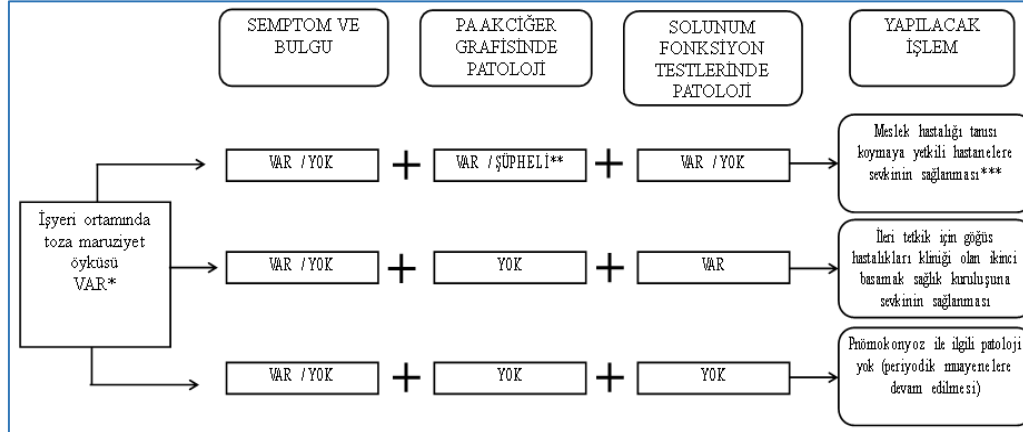 SEMPTOM VE
BULGU
PA AKCİĞER
GRAFİSİNDE
PATOLOJİ
SOLUNUM
FONKSİYON
TESTLERİNDE
PATOLOJİ
YAPILACAK
İŞLEM
İşyeri ortamında
toza maruziyet
öyküsü
VAR*
VAR / YOK
+
VAR / ŞÜPHELİ**
+
VAR / YOK
Meslek hastalığı tanısı
koymaya yetkili hastanelere
sevkinin sağlanması***
VAR / YOK
+
YOK
+
VAR
İleri tetkik için göğüs
hastalıkları kliniği olan ikinci
basamak sağlık kuruluşuna
sevkinin sağlanması
VAR / YOK
+
YOK
+
YOK
Pnömokonyoz ile ilgili patoloji
yok (periyodik muayenelere
devam edilmesi)